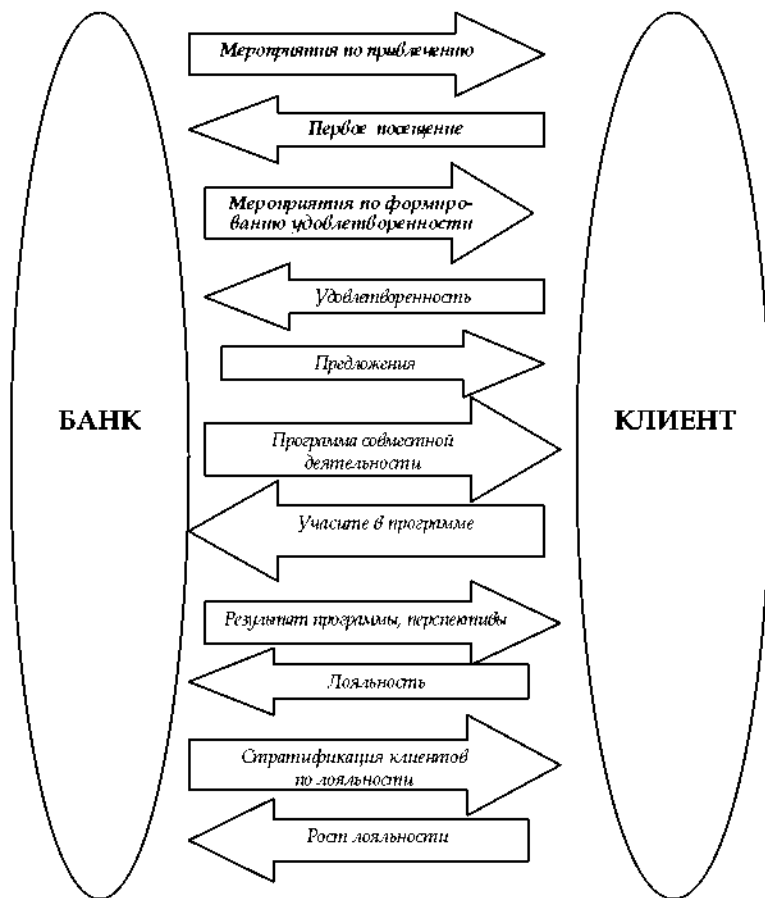 Мероприятия по привлечению
Первое посещение
Мероприятия по формиро-
ванию удовлетворенности
Удовлетворенность
Предложения
БАНК
КЛИЕНТ
Программа совместной
деятельности
Учасите в программе
Результат программы, перспективы
Лояльность
Стратификация клиентов
по лояльности
Рост лояльности